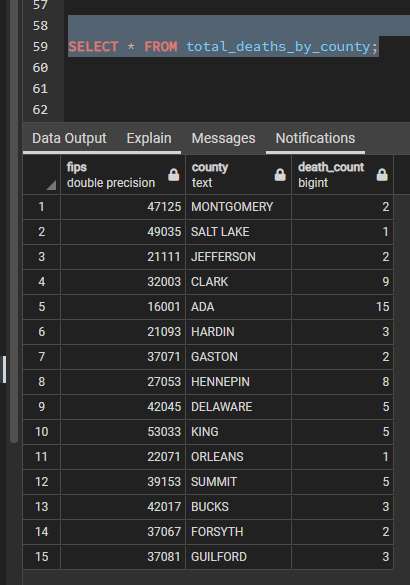 57
58
59 SELECT * FROM total_deaths_by_county;
60
61
62
Data Output Explain Messages Notifications
fips county death_count
double precision text bigint
1 47125 MONTGOMERY 2
2 49035 SALT LAKE 1
3 21111 JEFFERSON 2
4 32003 CLARK 9
5 16001 ADA 15
6 21093 HARDIN 3
7 37071 GASTON 2
8 27053 HENNEPIN 8
9 42045 DELAWARE 5
10 53033 KING 5
11 22071 ORLEANS 1
12 39153 SUMMIT 5
13 42017 BUCKS 3
14 37067 FORSYTH 2
15 37081 GUILFORD 3